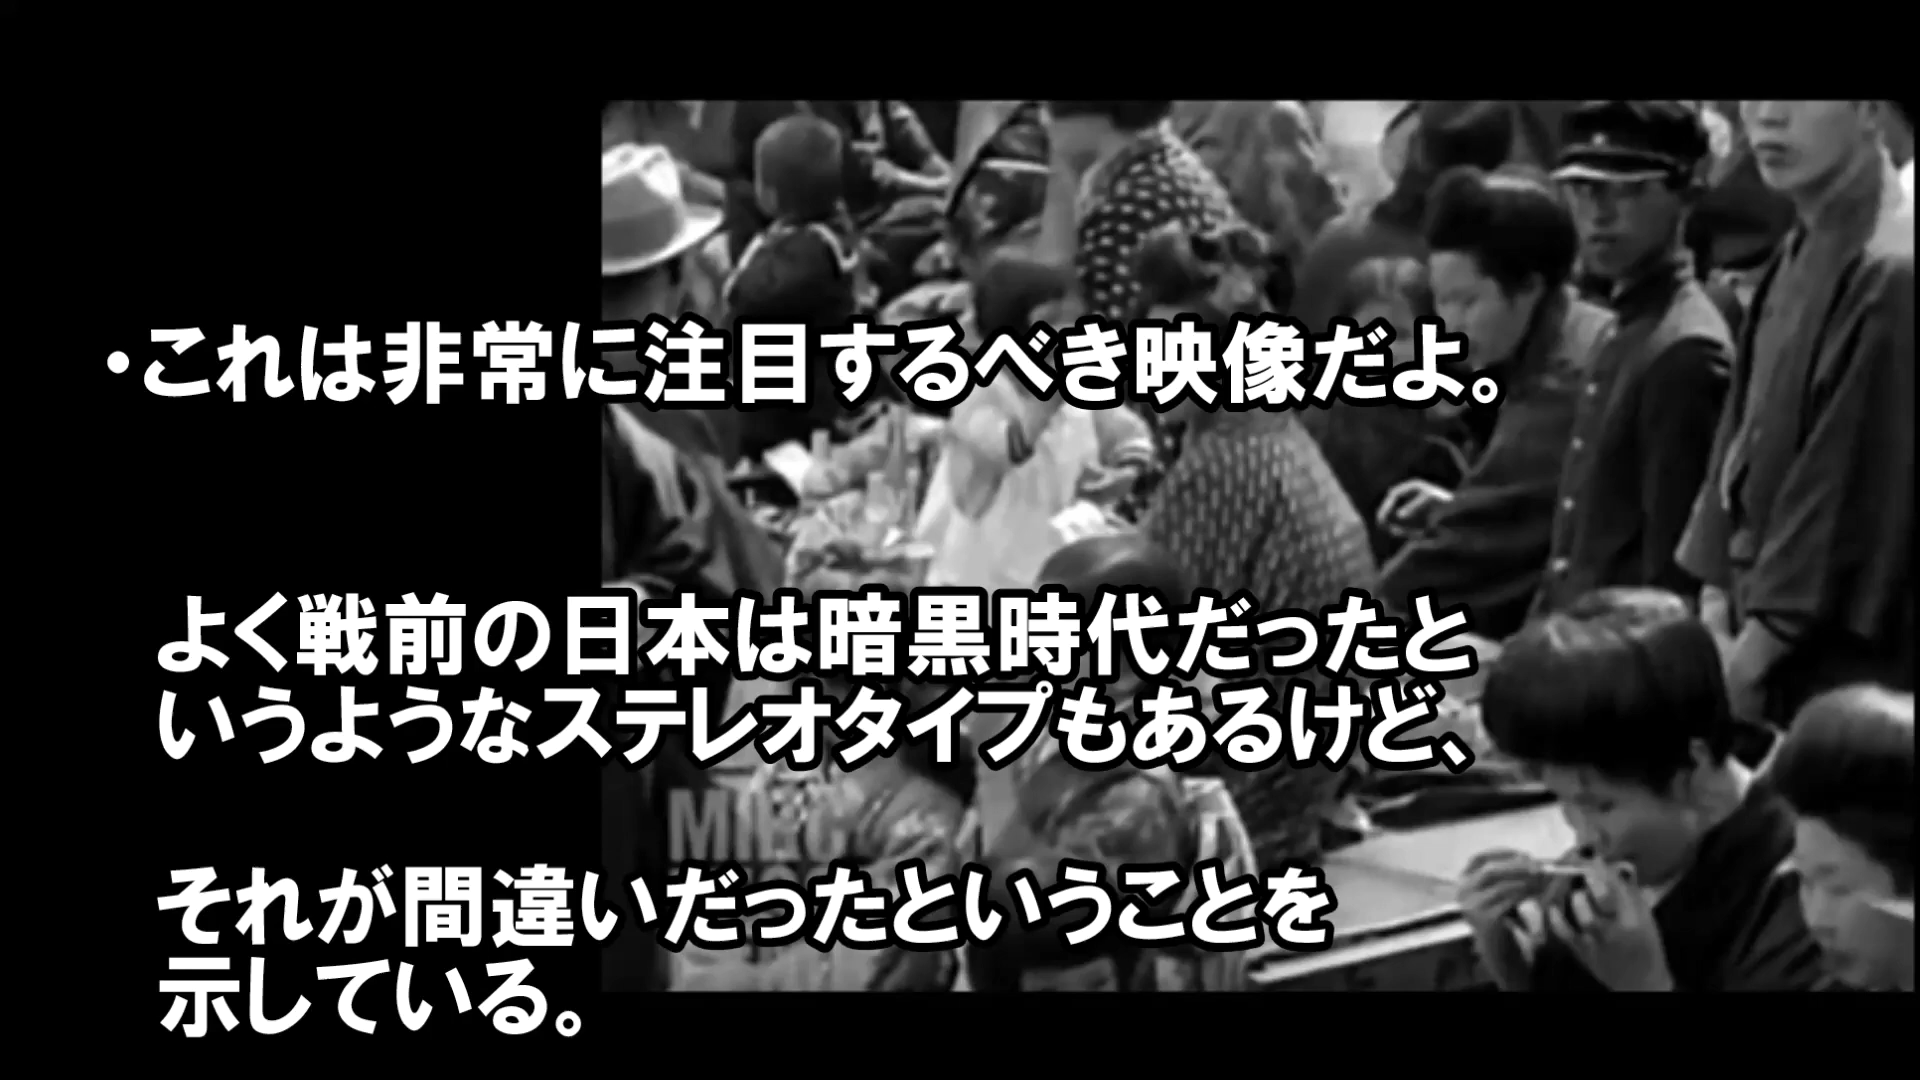 ・これは非常に注目するべき映像だよ。
よく戦前の日本は暗黒時代だったと
いうようなステレオタイプもあるけど、
それが間違いだったということを
示している。